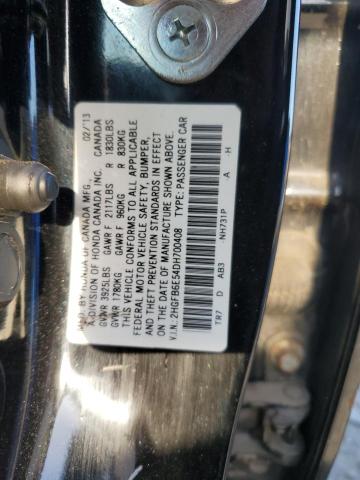 MFD. BY HONDA OF CANADA MFG. 02/13
A DIVISION OF HONDA CANADA INC. CANADA
GVWR 3925LBS GAWR F 2117LBS R 1830LBS
GVWR 1780KG GAWR F 960KG R 830KG
THIS VEHICLE CONFORMS TO ALL APPLICABLE
FEDERAL MOTOR VEHICLE SAFETY, BUMPER,
AND THEFT PREVENTION STANDARDS IN EFFECT
ON THE DATE OF MANUFACTURE SHOWN ABOVE.
V.I.N.: 2HGFB6E54DH700408 TYPE: PASSENGER CAR
TR7 D AB3 NH731P A -H